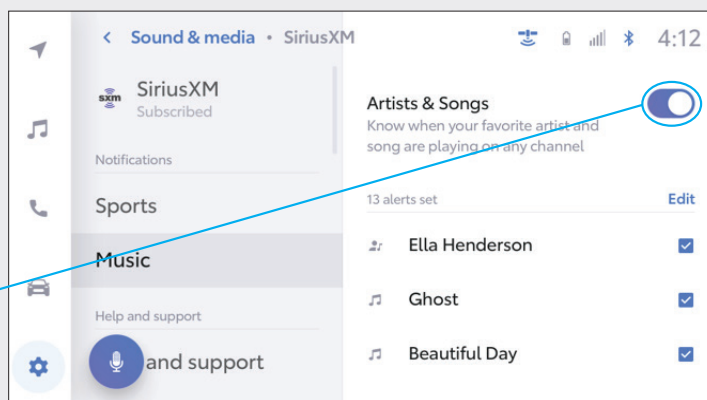 Sound & media • SiriusXM
4:12
sxm
SiriusXM
Subscribed
Notifications
Sports
Music
Help and support
and support
Artists & Songs
Know when your favorite artist and
song are playing on any channel
13 alerts set
Edit
Ella Henderson
Ghost
Beautiful Day